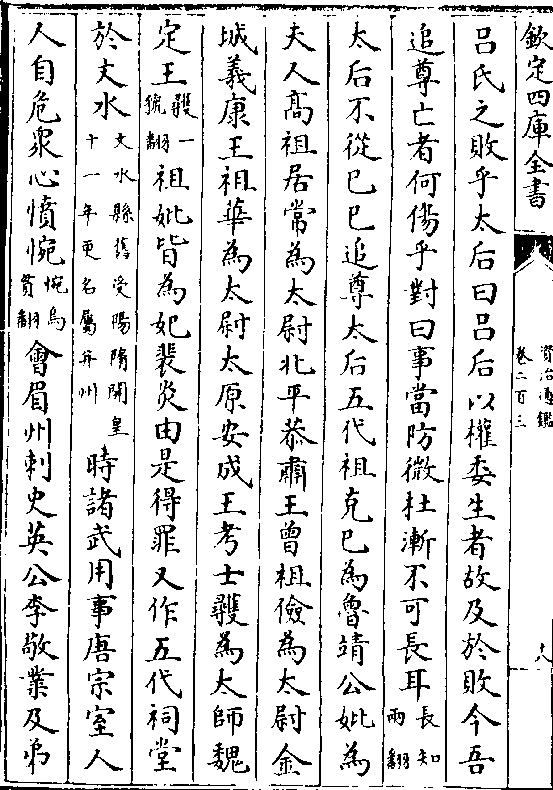 欽定四庫全書
資治通鑑
卷二百三
十八
呂氏之敗乎太后曰呂后以權委生者故及於敗今吾
追尊亡者何傷乎對曰事當防微杜漸不可長耳長知兩翻
太后不從己巳追尊太后五代祖克己為魯靖公妣為
夫人高祖居常為太尉北平恭肅王曾祖儉為太尉金
城義康王祖華為太尉太原安成王考士彠為太師魏
定王彠一虢翻祖妣皆為妃裴炎由是得罪又作五代祠堂
於文水文水縣舊受陽隋開皇十一年更名屬并州時諸武用事唐宗室人
人自危衆心憤惋惋烏貫翻會眉州刺史英公李敬業及弟